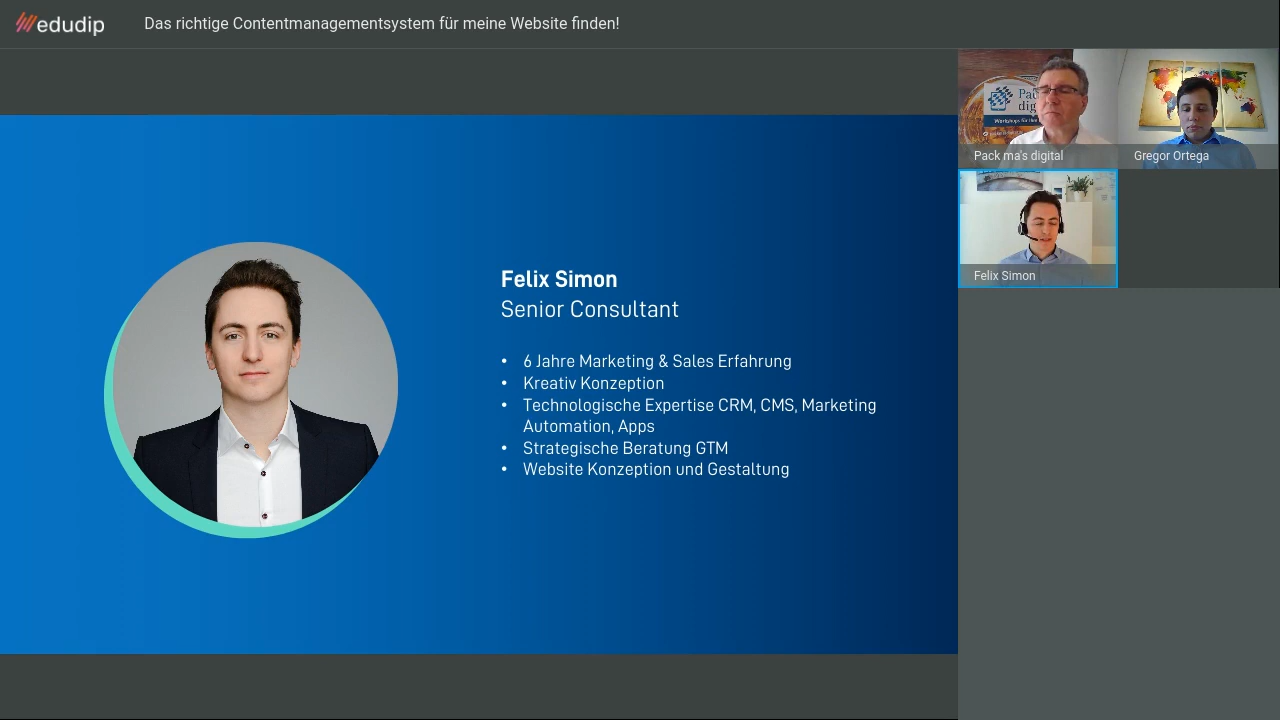 edudip
Das richtige Contentmanagementsystem für meine Website finden!
Pack ma's digital
Gregor Ortega
Felix Simon
Felix Simon
Senior Consultant
• 6 Jahre Marketing & Sales Erfahrung
• Kreativ Konzeption
• Technologische Expertise CRM, CMS, Marketing
Automation, Apps
• Strategische Beratung GTM
• Website Konzeption und Gestaltung